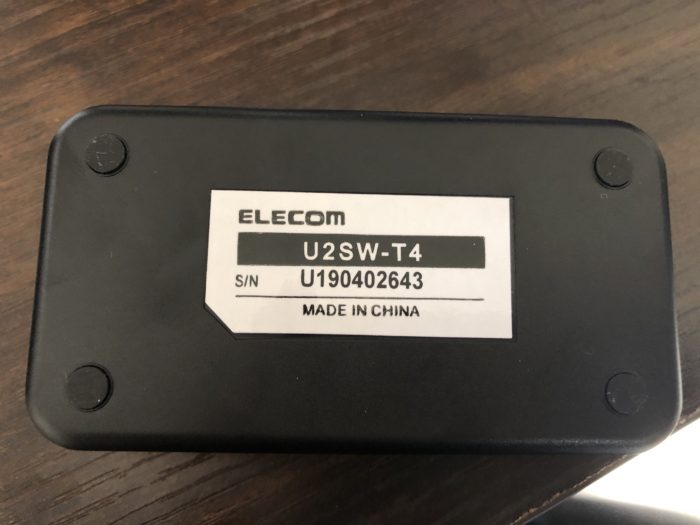 ELECOM
U2SW-T4
S/N U190402643
MADE IN CHINA